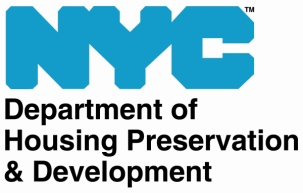 NYC™
Department of
Housing Preservation
& Development